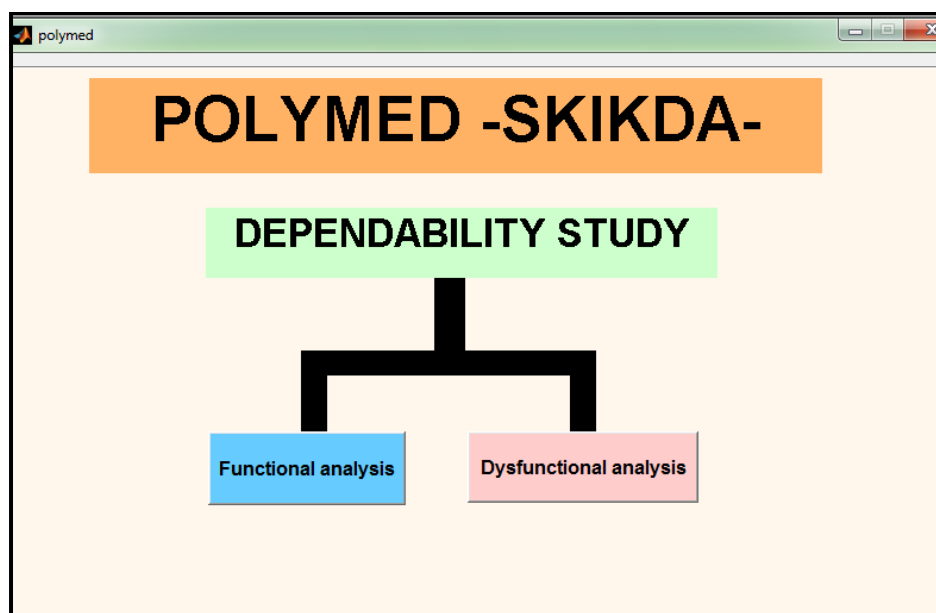 polymed
POLYMED -SKIKDA-
DEPENDABILITY STUDY
Functional analysis
Dysfunctional analysis